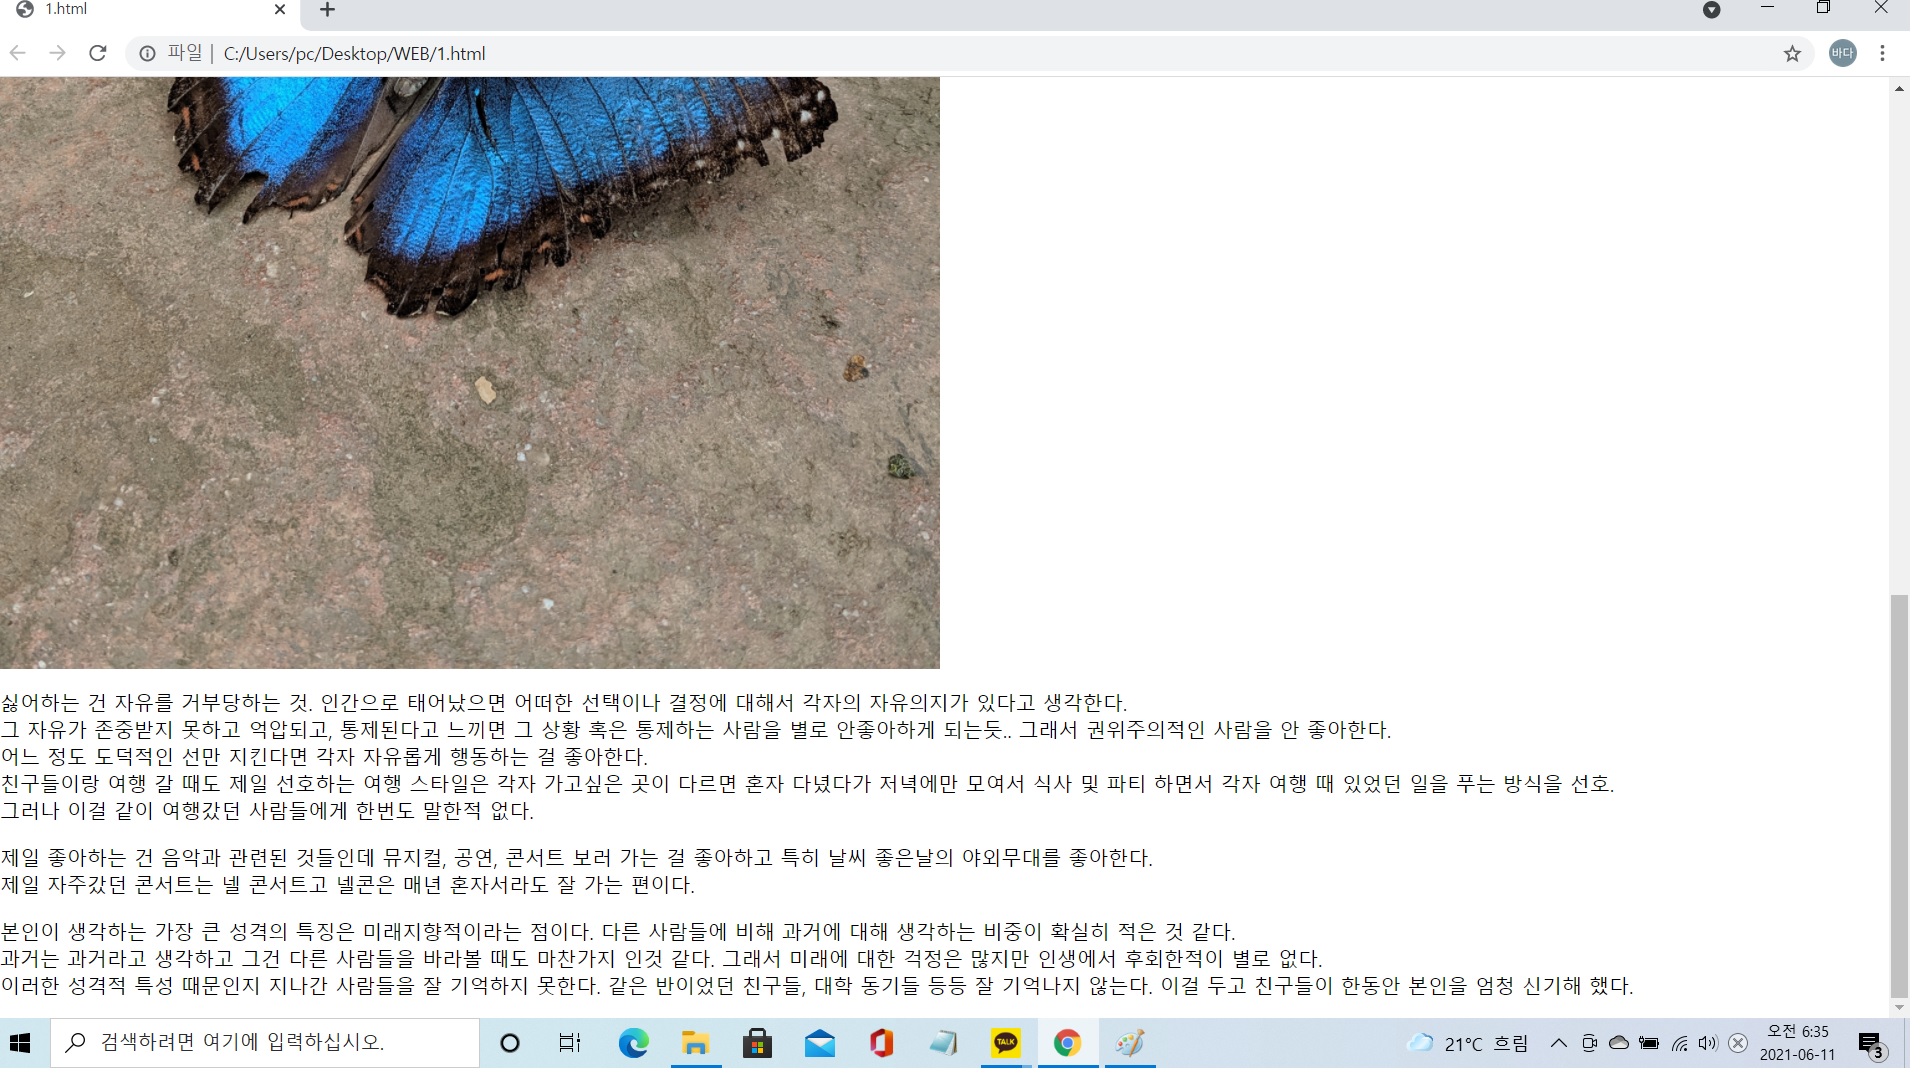 1.html
파일 | C:/Users/pc/Desktop/WEB/1.html
바다
싫어하는 건 자유를 거부당하는 것. 인간으로 태어났으면 어떠한 선택이나 결정에 대해서 각자의 자유의지가 있다고 생각한다.
그 자유가 존중받지 못하고 억압되고, 통제된다고 느끼면 그 상황 혹은 통제하는 사람을 별로 안좋아하게 되는듯.. 그래서 권위주의적인 사람을 안 좋아한다.
어느 정도 도덕적인 선만 지킨다면 각자 자유롭게 행동하는 걸 좋아한다.
친구들이랑 여행 갈 때도 제일 선호하는 여행 스타일은 각자 가고싶은 곳이 다르면 혼자 다녔다가 저녁에만 모여서 식사 및 파티 하면서 각자 여행 때 있었던 일을 푸는 방식을 선호.
그러나 이걸 같이 여행갔던 사람들에게 한번도 말한적 없다.
제일 좋아하는 건 음악과 관련된 것들인데 뮤지컬, 공연, 콘서트 보러 가는 걸 좋아하고 특히 날씨 좋은날의 야외무대를 좋아한다.
제일 자주갔던 콘서트는 넬 콘서트고 넬콘은 매년 혼자서라도 잘 가는 편이다.
본인이 생각하는 가장 큰 성격의 특징은 미래지향적이라는 점이다. 다른 사람들에 비해 과거에 대해 생각하는 비중이 확실히 적은 것 같다.
과거는 과거라고 생각하고 그건 다른 사람들을 바라볼 때도 마찬가지 인것 같다. 그래서 미래에 대한 걱정은 많지만 인생에서 후회한적이 별로 없다.
이러한 성격적 특성 때문인지 지나간 사람들을 잘 기억하지 못한다. 같은 반이었던 친구들, 대학 동기들 등등 잘 기억나지 않는다. 이걸 두고 친구들이 한동안 본인을 엄청 신기해 했다.
검색하려면 여기에 입력하십시오.
TALK
21°C 흐림
오전 6:35
2021-06-11
3